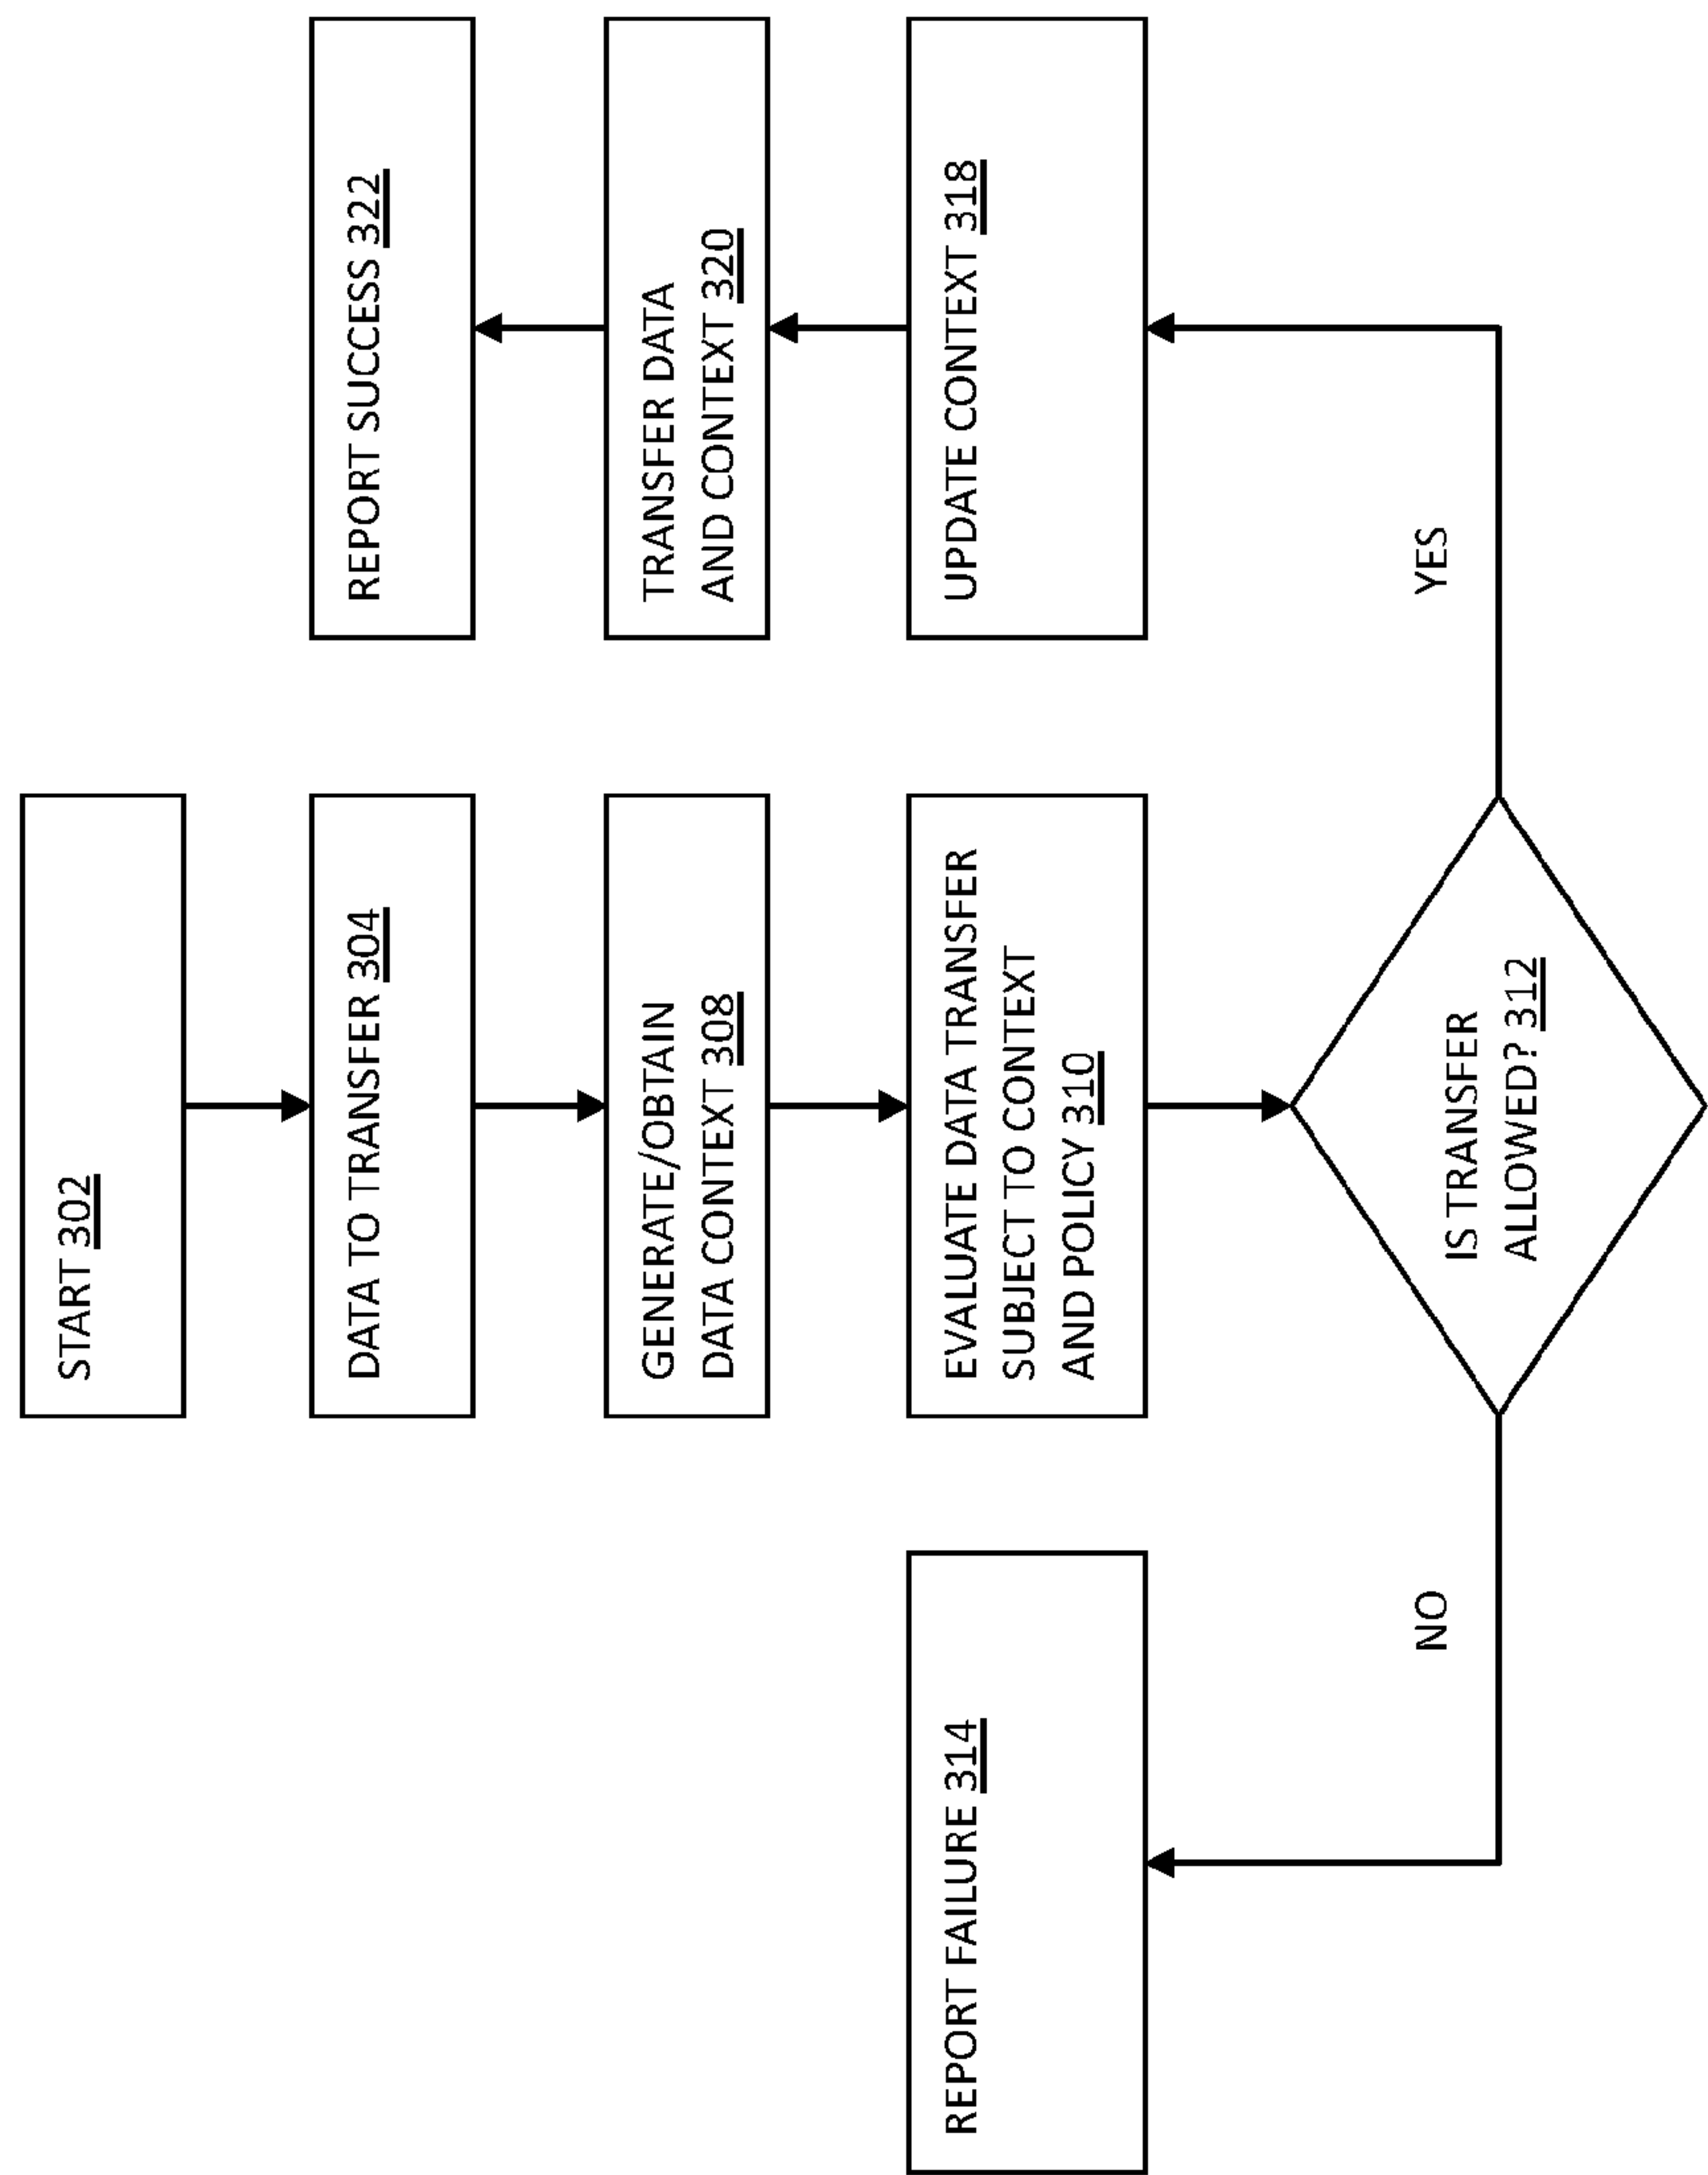 START 302
DATA TO TRANSFER 304
GENERATE/OBTAIN
DATA CONTEXT 308
EVALUATE DATA TRANSFER
SUBJECT TO CONTEXT
AND POLICY 310
IS TRANSFER
ALLOWED? 312
NO
REPORT FAILURE 314
YES
UPDATE CONTEXT 318
TRANSFER DATA
AND CONTEXT 320
REPORT SUCCESS 322